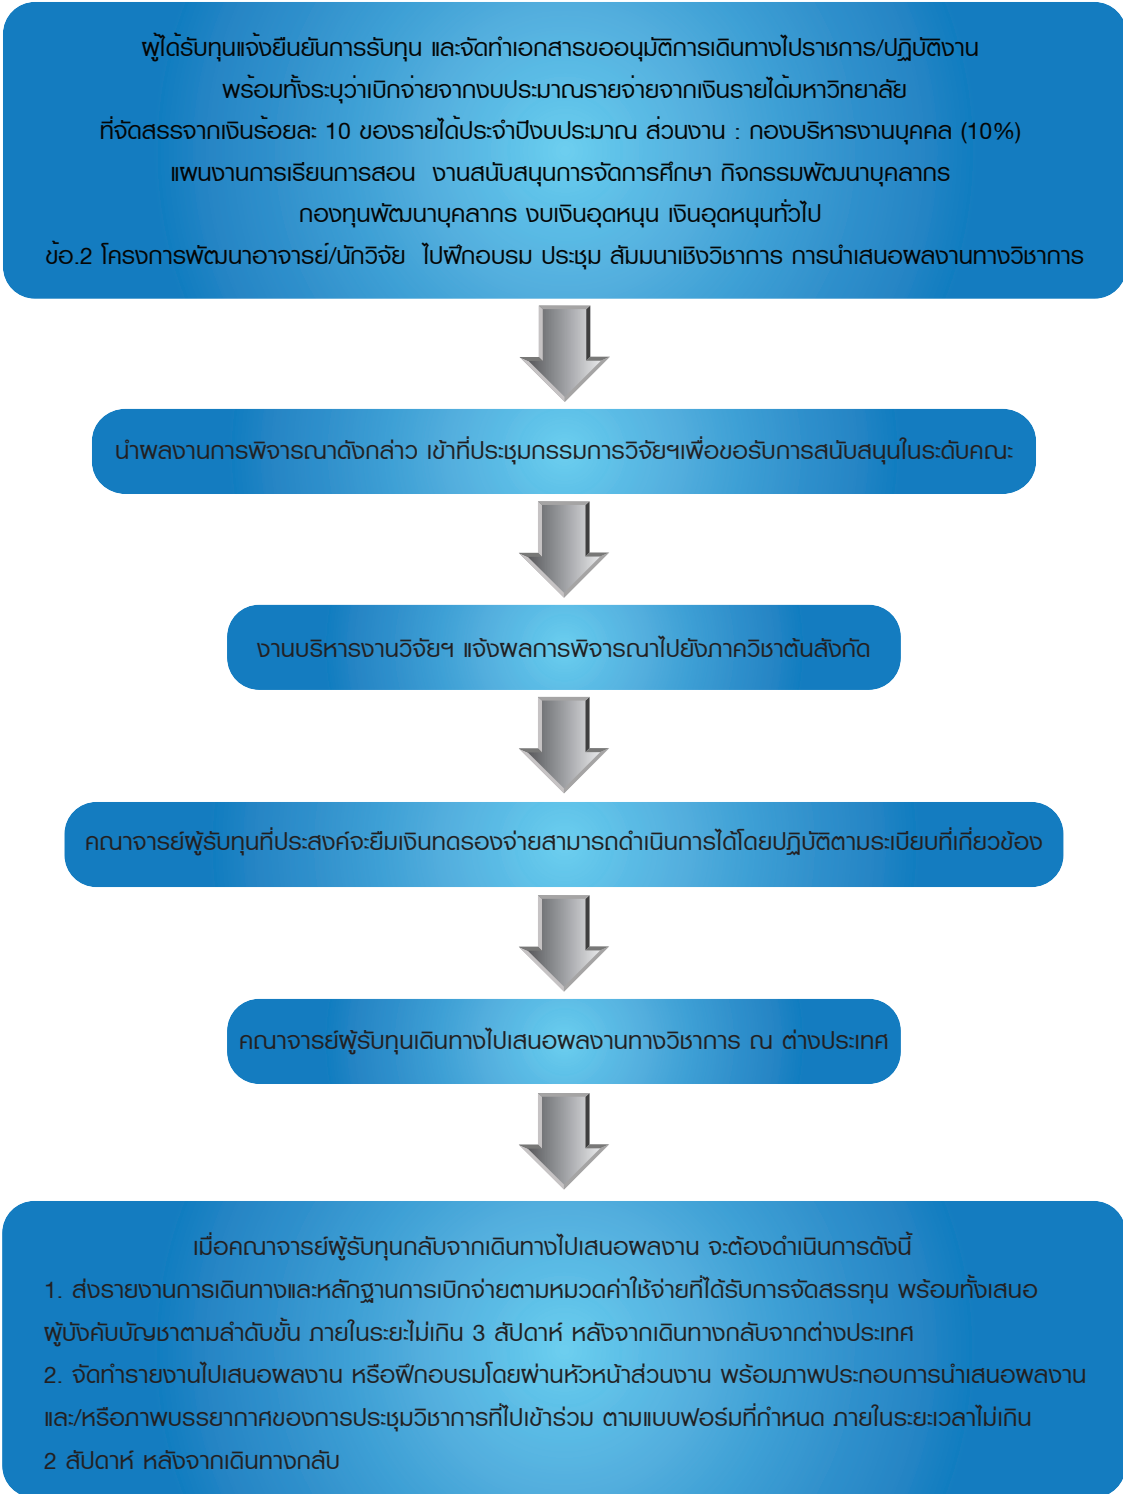 ผู้ได้รับทุนแจ้งยืนยันการรับทุน และจัดทำเอกสารขออนุมัติการเดินทางไปราชการ/ปฏิบัติงาน
พร้อมทั้งระบุว่าเบิกจ่ายจากงบประมาณรายจ่ายจากเงินรายได้มหาวิทยาลัย
ที่จัดสรรจากเงินร้อยละ 10 ของรายได้ประจำปีงบประมาณ ส่วนงาน : กองบริหารงานบุคคล (10%)
แผนงานการเรียนการสอน งานสนับสนุนการจัดการศึกษา กิจกรรมพัฒนาบุคลากร
กองทุนพัฒนาบุคลากร งบเงินอุดหนุน เงินอุดหนุนทั่วไป
ข้อ.2 โครงการพัฒนาอาจารย์/นักวิจัย ไปฝึกอบรม ประชุม สัมมนาเชิงวิชาการ การนำเสนอผลงานทางวิชาการ
นำผลงานการพิจารณาดังกล่าว เข้าที่ประชุมกรรมการวิจัยฯเพื่อขอรับการสนับสนุนในระดับคณะ
งานบริหารงานวิจัยฯ แจ้งผลการพิจารณาไปยังภาควิชาต้นสังกัด
คณาจารย์ผู้รับทุนที่ประสงค์จะยืมเงินทดรองจ่ายสามารถดำเนินการได้โดยปฏิบัติตามระเบียบที่เกี่ยวข้อง
คณาจารย์ผู้รับทุนเดินทางไปเสนอผลงานทางวิชาการ ณ ต่างประเทศ
เมื่อคณาจารย์ผู้รับทุนกลับจากเดินทางไปเสนอผลงาน จะต้องดำเนินการดังนี้
1. ส่งรายงานการเดินทางและหลักฐานการเบิกจ่ายตามหมวดค่าใช้จ่ายที่ได้รับการจัดสรรทุน พร้อมทั้งเสนอ
ผู้บังคับบัญชาตามลำดับขั้น ภายในระยะไม่เกิน 3 สัปดาห์ หลังจากเดินทางกลับจากต่างประเทศ
2. จัดทำรายงานไปเสนอผลงาน หรือฝึกอบรมโดยผ่านหัวหน้าส่วนงาน พร้อมภาพประกอบการนำเสนอผลงาน
และ/หรือภาพบรรยากาศของการประชุมวิชาการที่ไปเข้าร่วม ตามแบบฟอร์มที่กำหนด ภายในระยะเวลาไม่เกิน
2 สัปดาห์ หลังจากเดินทางกลับ